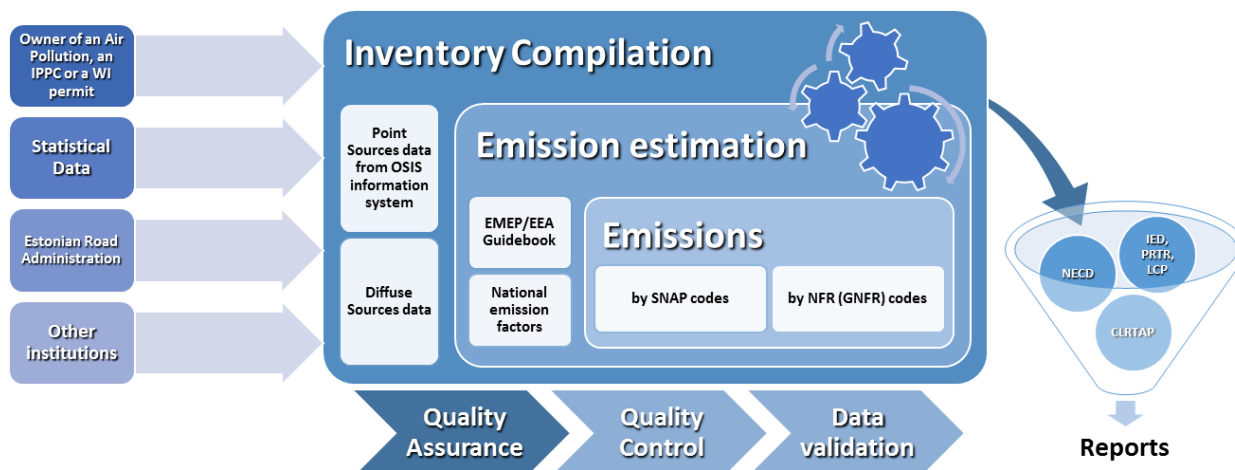 Owner of an Air
Pollution, an
IPPC or a WI
permit
Statistical
Data
Estonian Road
Administration
Other
institutions
Inventory Compilation
Point
Sources data
from OSIS
information
system
Diffuse
Sources data
Emission estimation
EMEP/EEA
Guidebook
National
emission
factors
Emissions
by SNAP codes
by NFR (GNFR) codes
Quality
Assurance
Quality
Control
Data
validation
NECD
IED,
PRTR,
LCP
CLRTAP
Reports